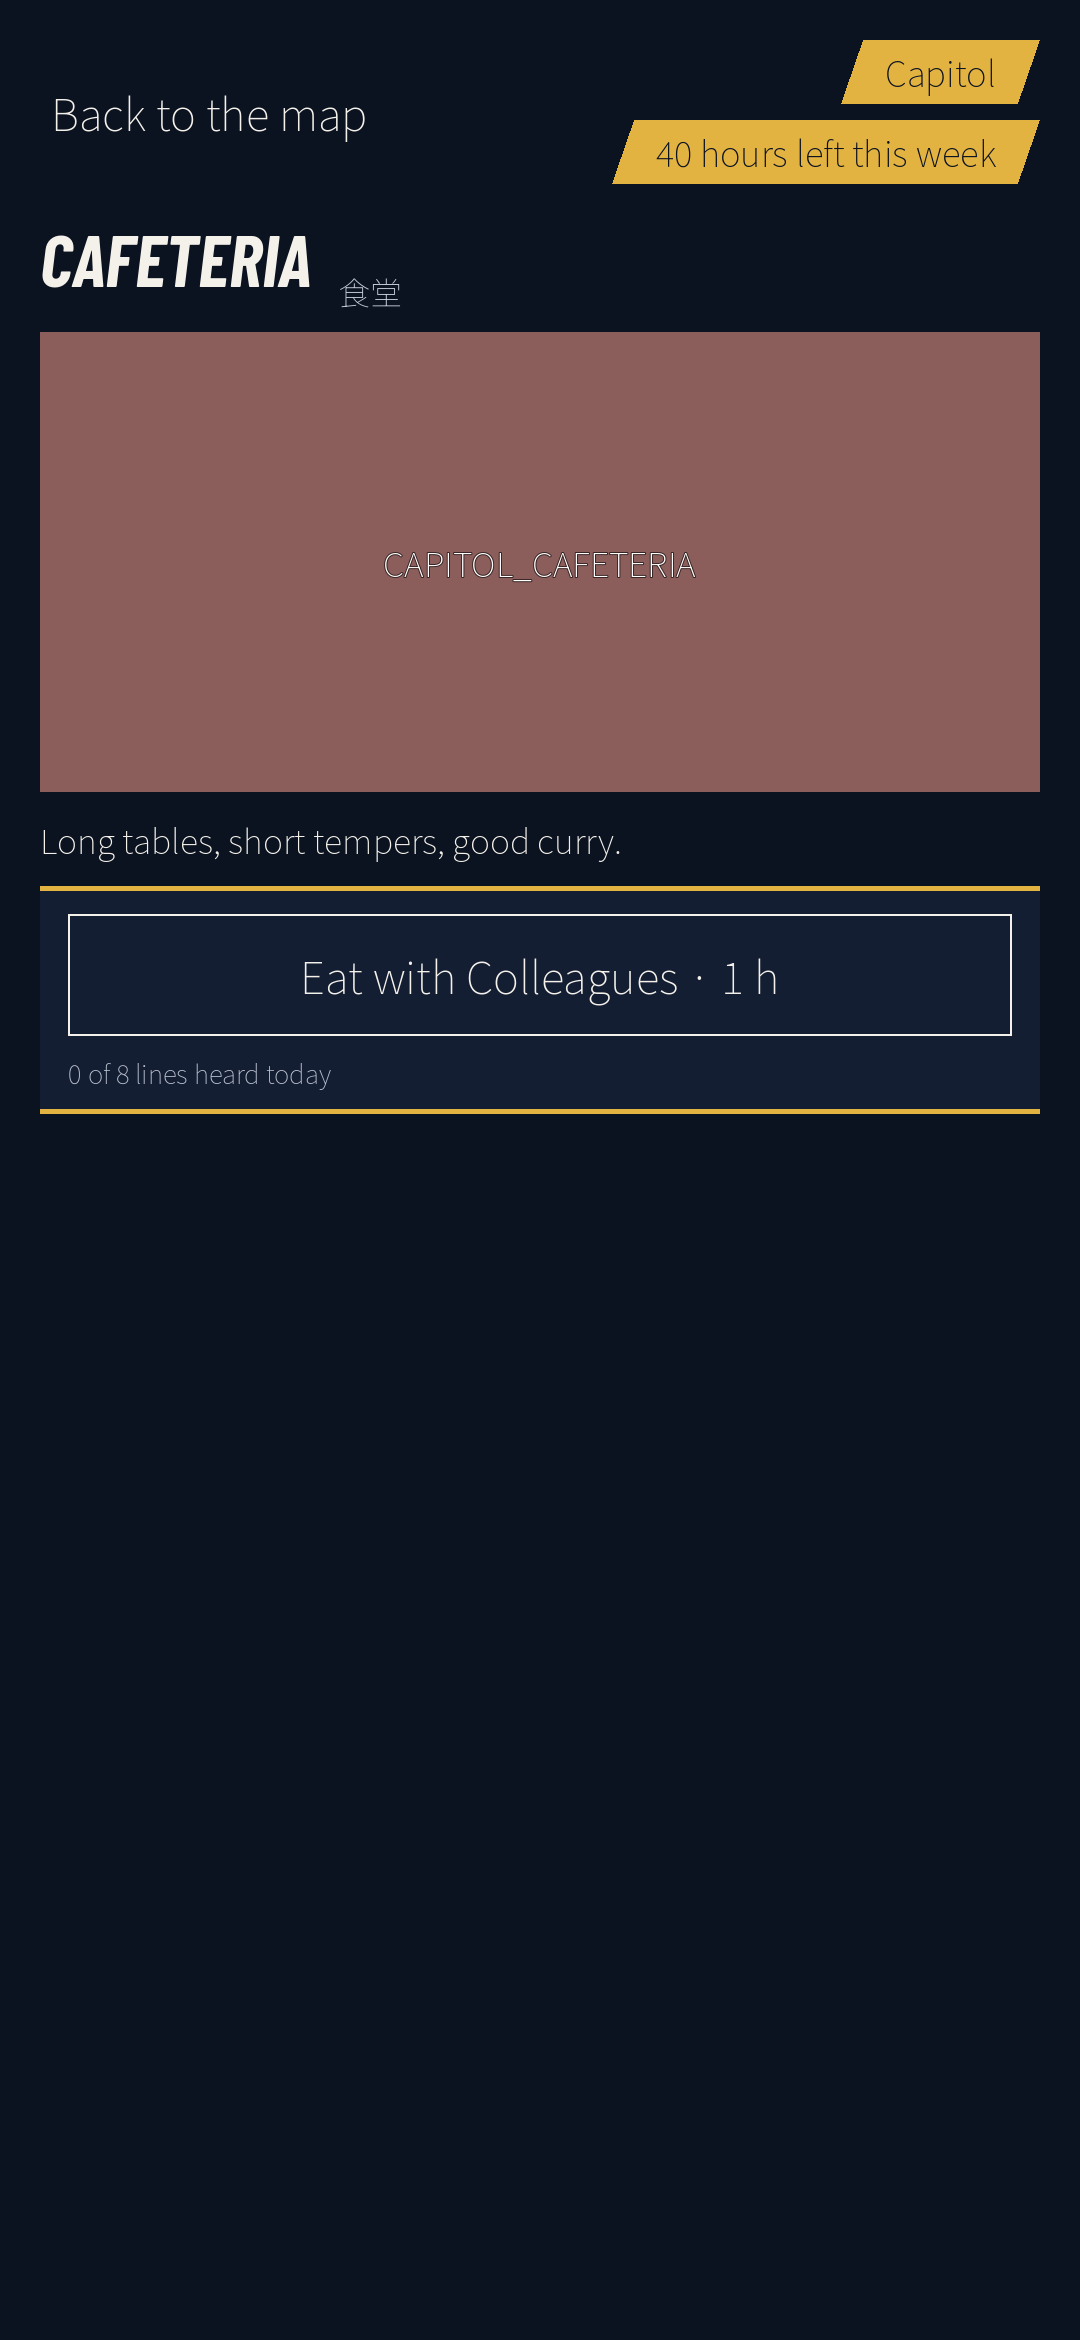 Capitol
Back to the map
40 hours left this week
CAFETERIA 食堂
CAPITOL_CAFETERIA
Long tables, short tempers, good curry.
Eat with Colleagues · 1 h
0 of 8 lines heard today